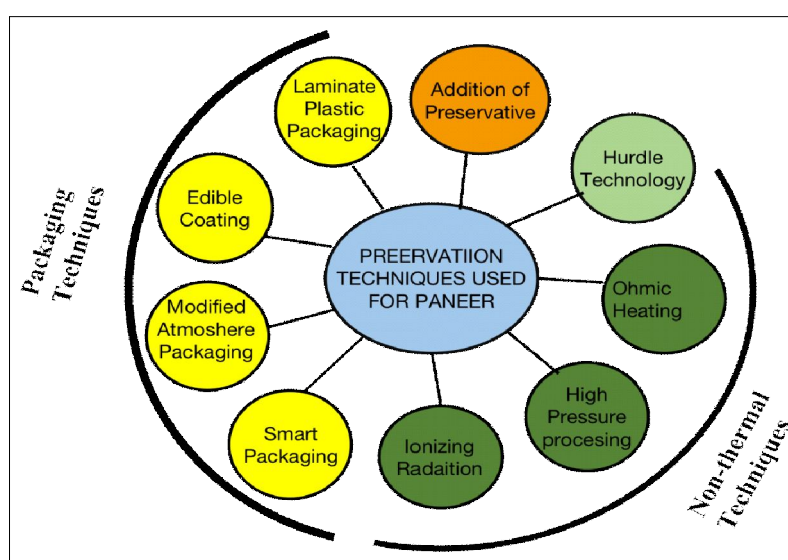 Laminate
Plastic
Packaging
Addition of
Preservative
Hurdle
Technology
Edible
Coating
PREERVATIION
TECHNIQUES USED
FOR PANEER
Ohmic
Heating
Modified
Atmoshere
Packaging
High
Pressure
procesing
Smart
Packaging
Ionizing
Radaition
Packaging
Techniques
Non-thermal
Techniques